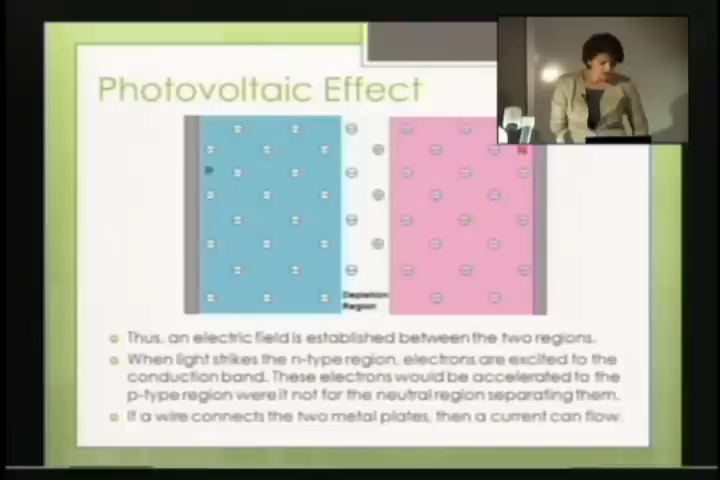 Photovoltaic Effect
Depletion
Region
Thus, an electric field is established between the two regions.
When light strikes the n-type region, electrons are excited to the
conduction band. These electrons would be accelerated to the
p-type region were it not for the neutral region separating them.
If a wire connects the two metal plates, then a current can flow.